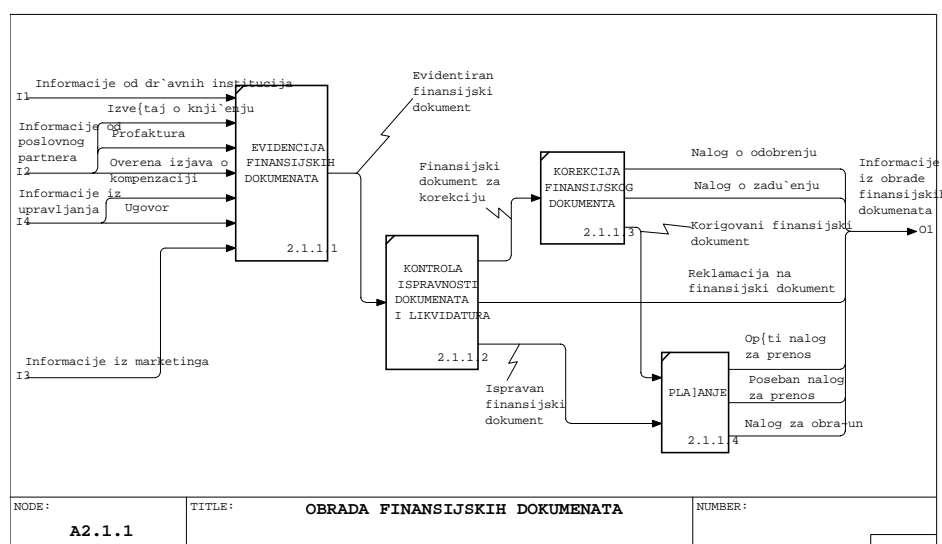 Informacije od dr`avnih institucija
I1
Izve{taj o knji`enju
Informacije od
poslovnog
partnera
I2
Profaktura
Overena izjava o
kompenzaciji
Informacije iz
upravljanja
I4
Ugovor
Informacije iz marketinga
I3
EVIDENCIJA
FINANSIJSKIH
DOKUMENATA
2.1.1.1
Evidentiran
finansijski
dokument
Finansijski
dokument za
korekciju
KONTROLA
ISPRAVNOSTI
DOKUMENATA
I LIKVIDATURA
2.1.1.2
Ispravan
finansijski
dokument
KOREKCIJA
FINANSIJSKOG
DOKUMENTA
2.1.1.3
Nalog o odobrenju
Nalog o zadu`enju
Korigovani finansijski
dokument
Reklamacija na
finansijski dokument
Informacije
iz obrade
finansijskih
dokumenata
O1
PLA]ANJE
2.1.1.4
Op{ti nalog
za prenos
Poseban nalog
za prenos
Nalog za obra~un
NODE:
A2.1.1
TITLE:
OBRADA FINANSIJSKIH DOKUMENATA
NUMBER: